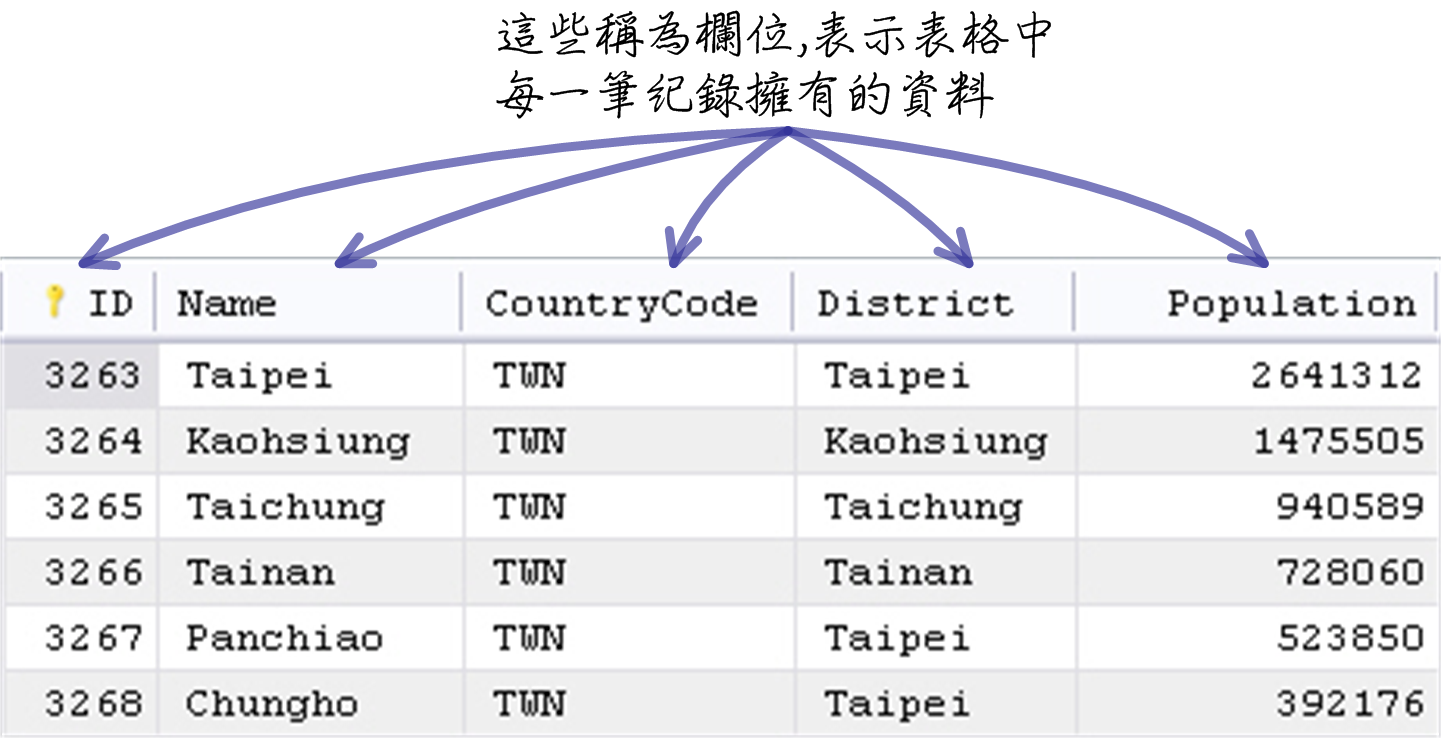 這些稱為欄位,表示表格中
每一筆纪錄擁有的資料
ID Name CountryCode District Population
3263 Taipei TWN Taipei 2641312
3264 Kaohsiung TWN Kaohsiung 1475505
3265 Taichung TWN Taichung 940589
3266 Tainan TWN Tainan 728060
3267 Panchiao TWN Taipei 523850
3268 Chungho TWN Taipei 392176